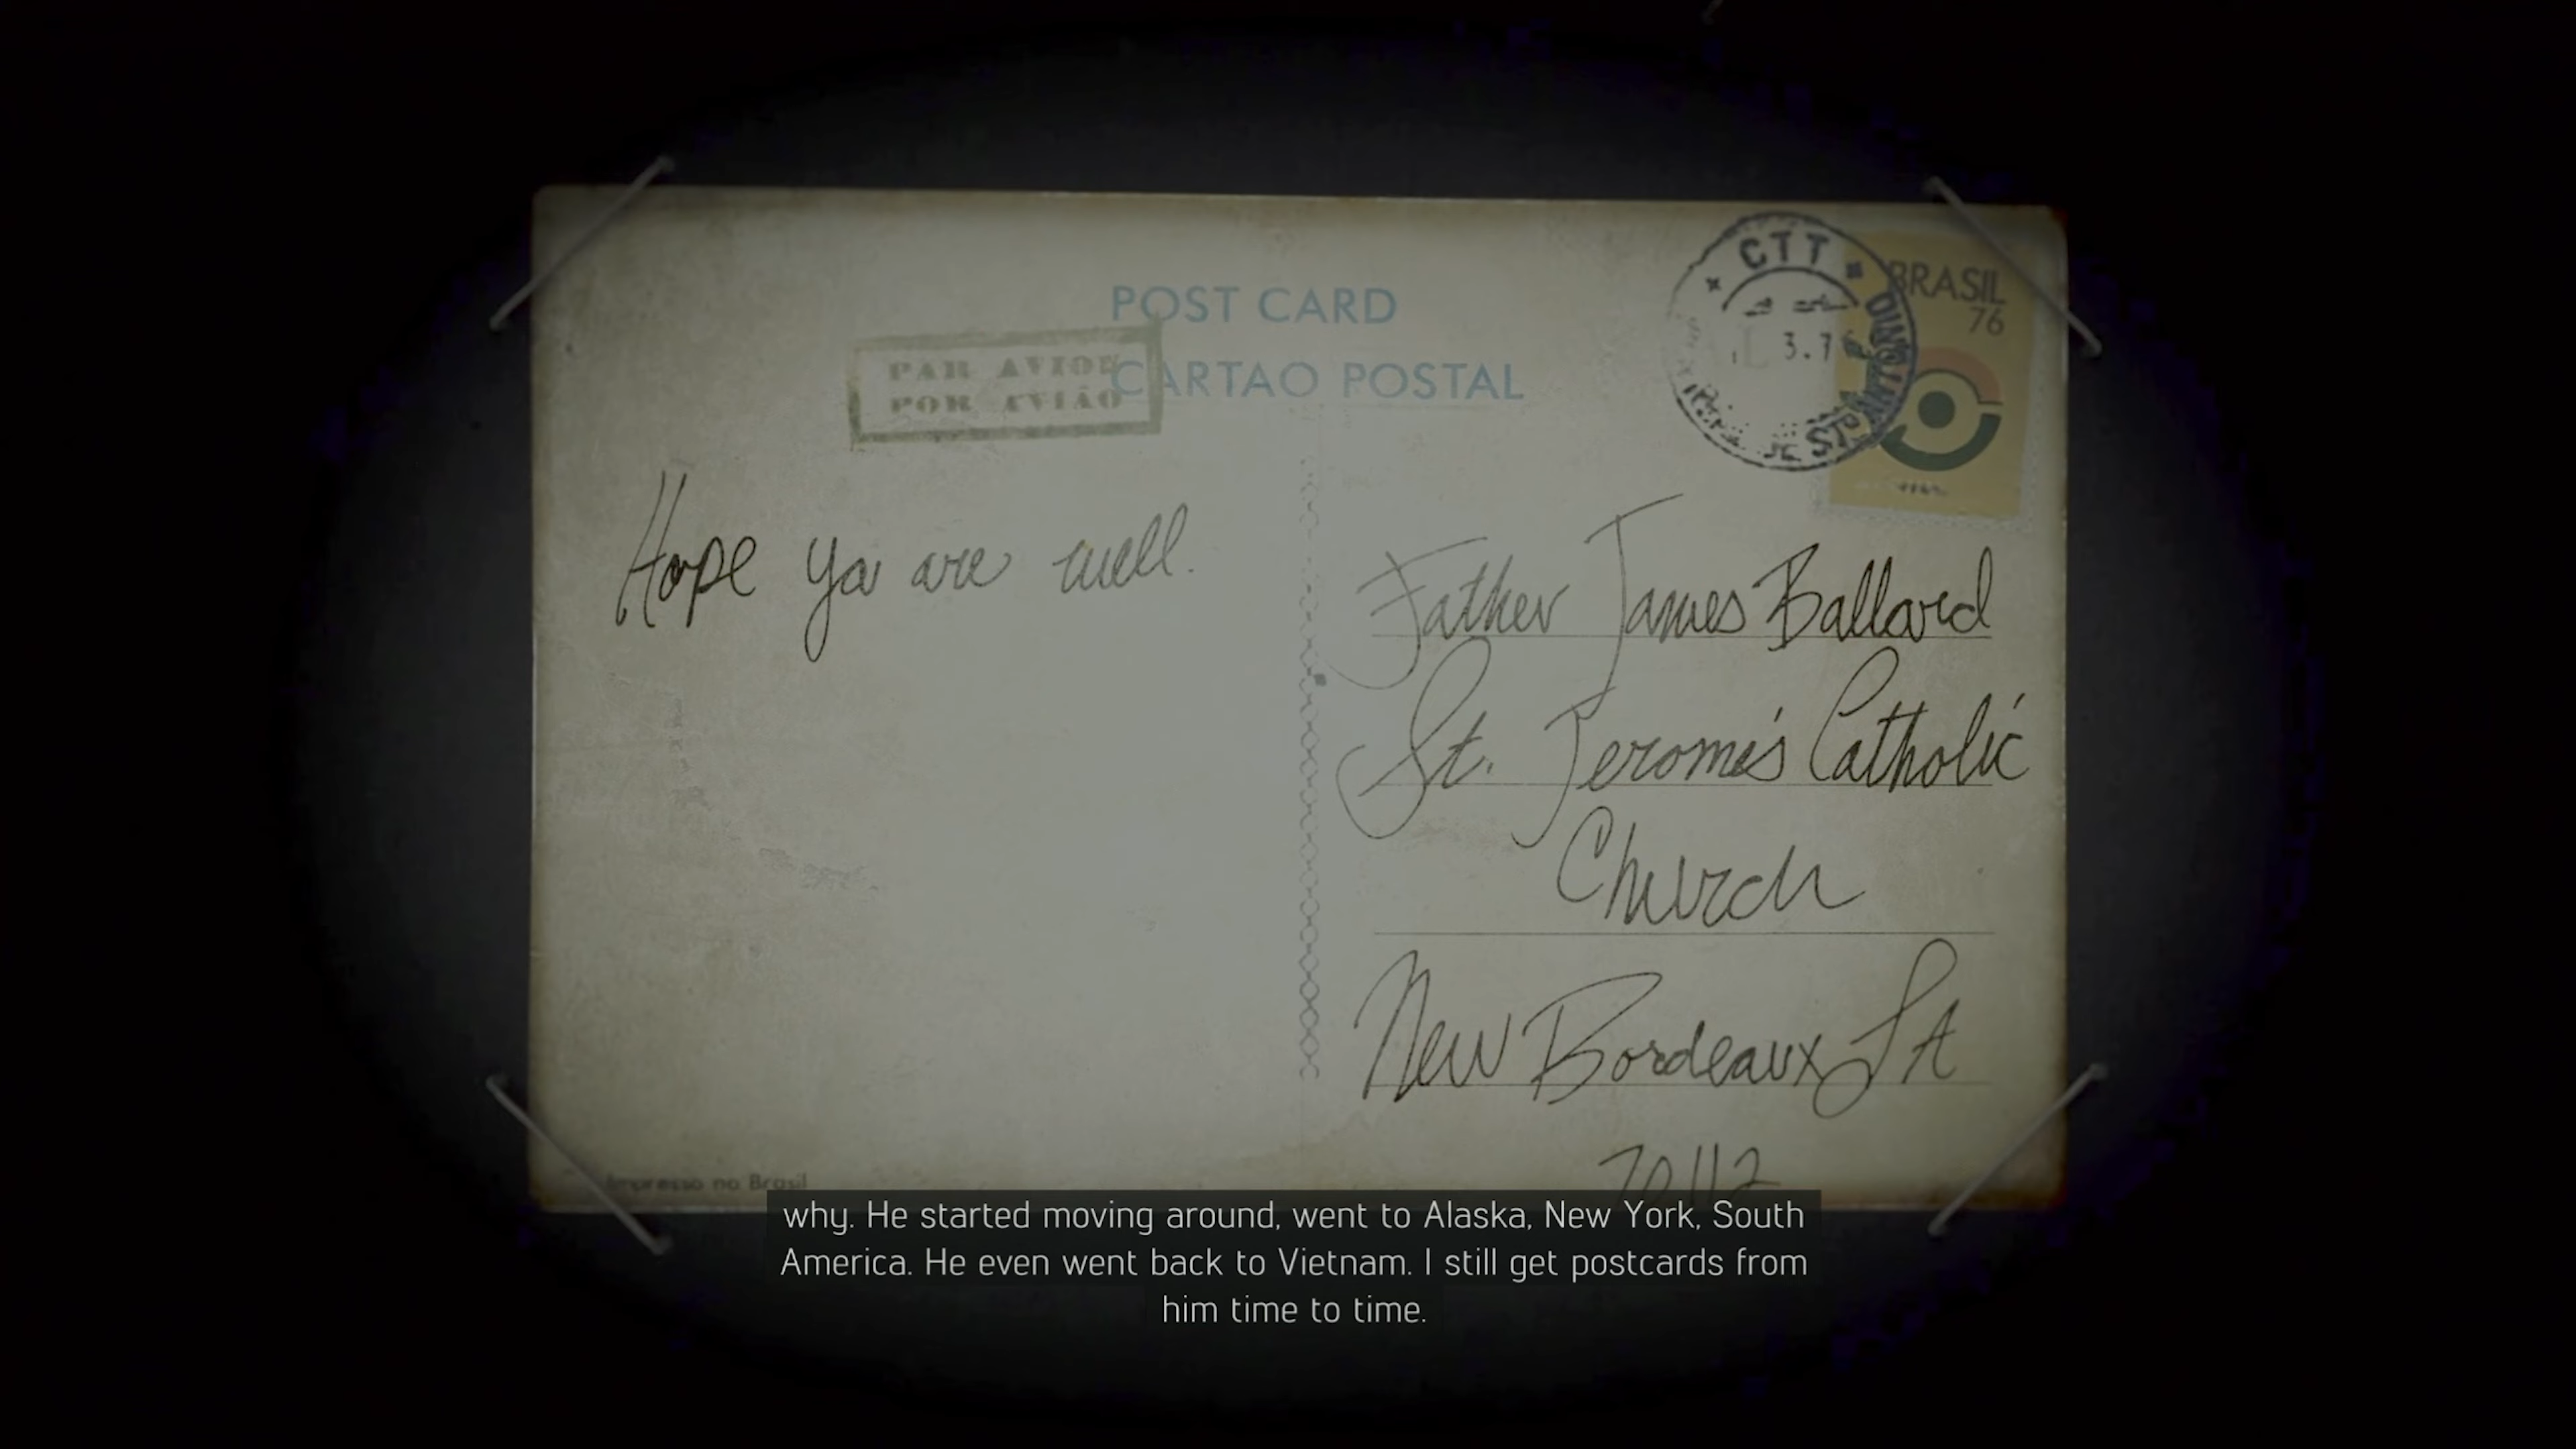 POST CARD
CARTAO POSTAL
PAR AVION
POR AVIÃO
CTT
3.7
BRASIL
76
Hope ya are well.
Father James Ballard
St. Jerome's Catholic
Church
New Bordeaux LA
70112
Impresso no Brasil
why. He started moving around, went to Alaska, New York, South
America. He even went back to Vietnam. I still get postcards from
him time to time.